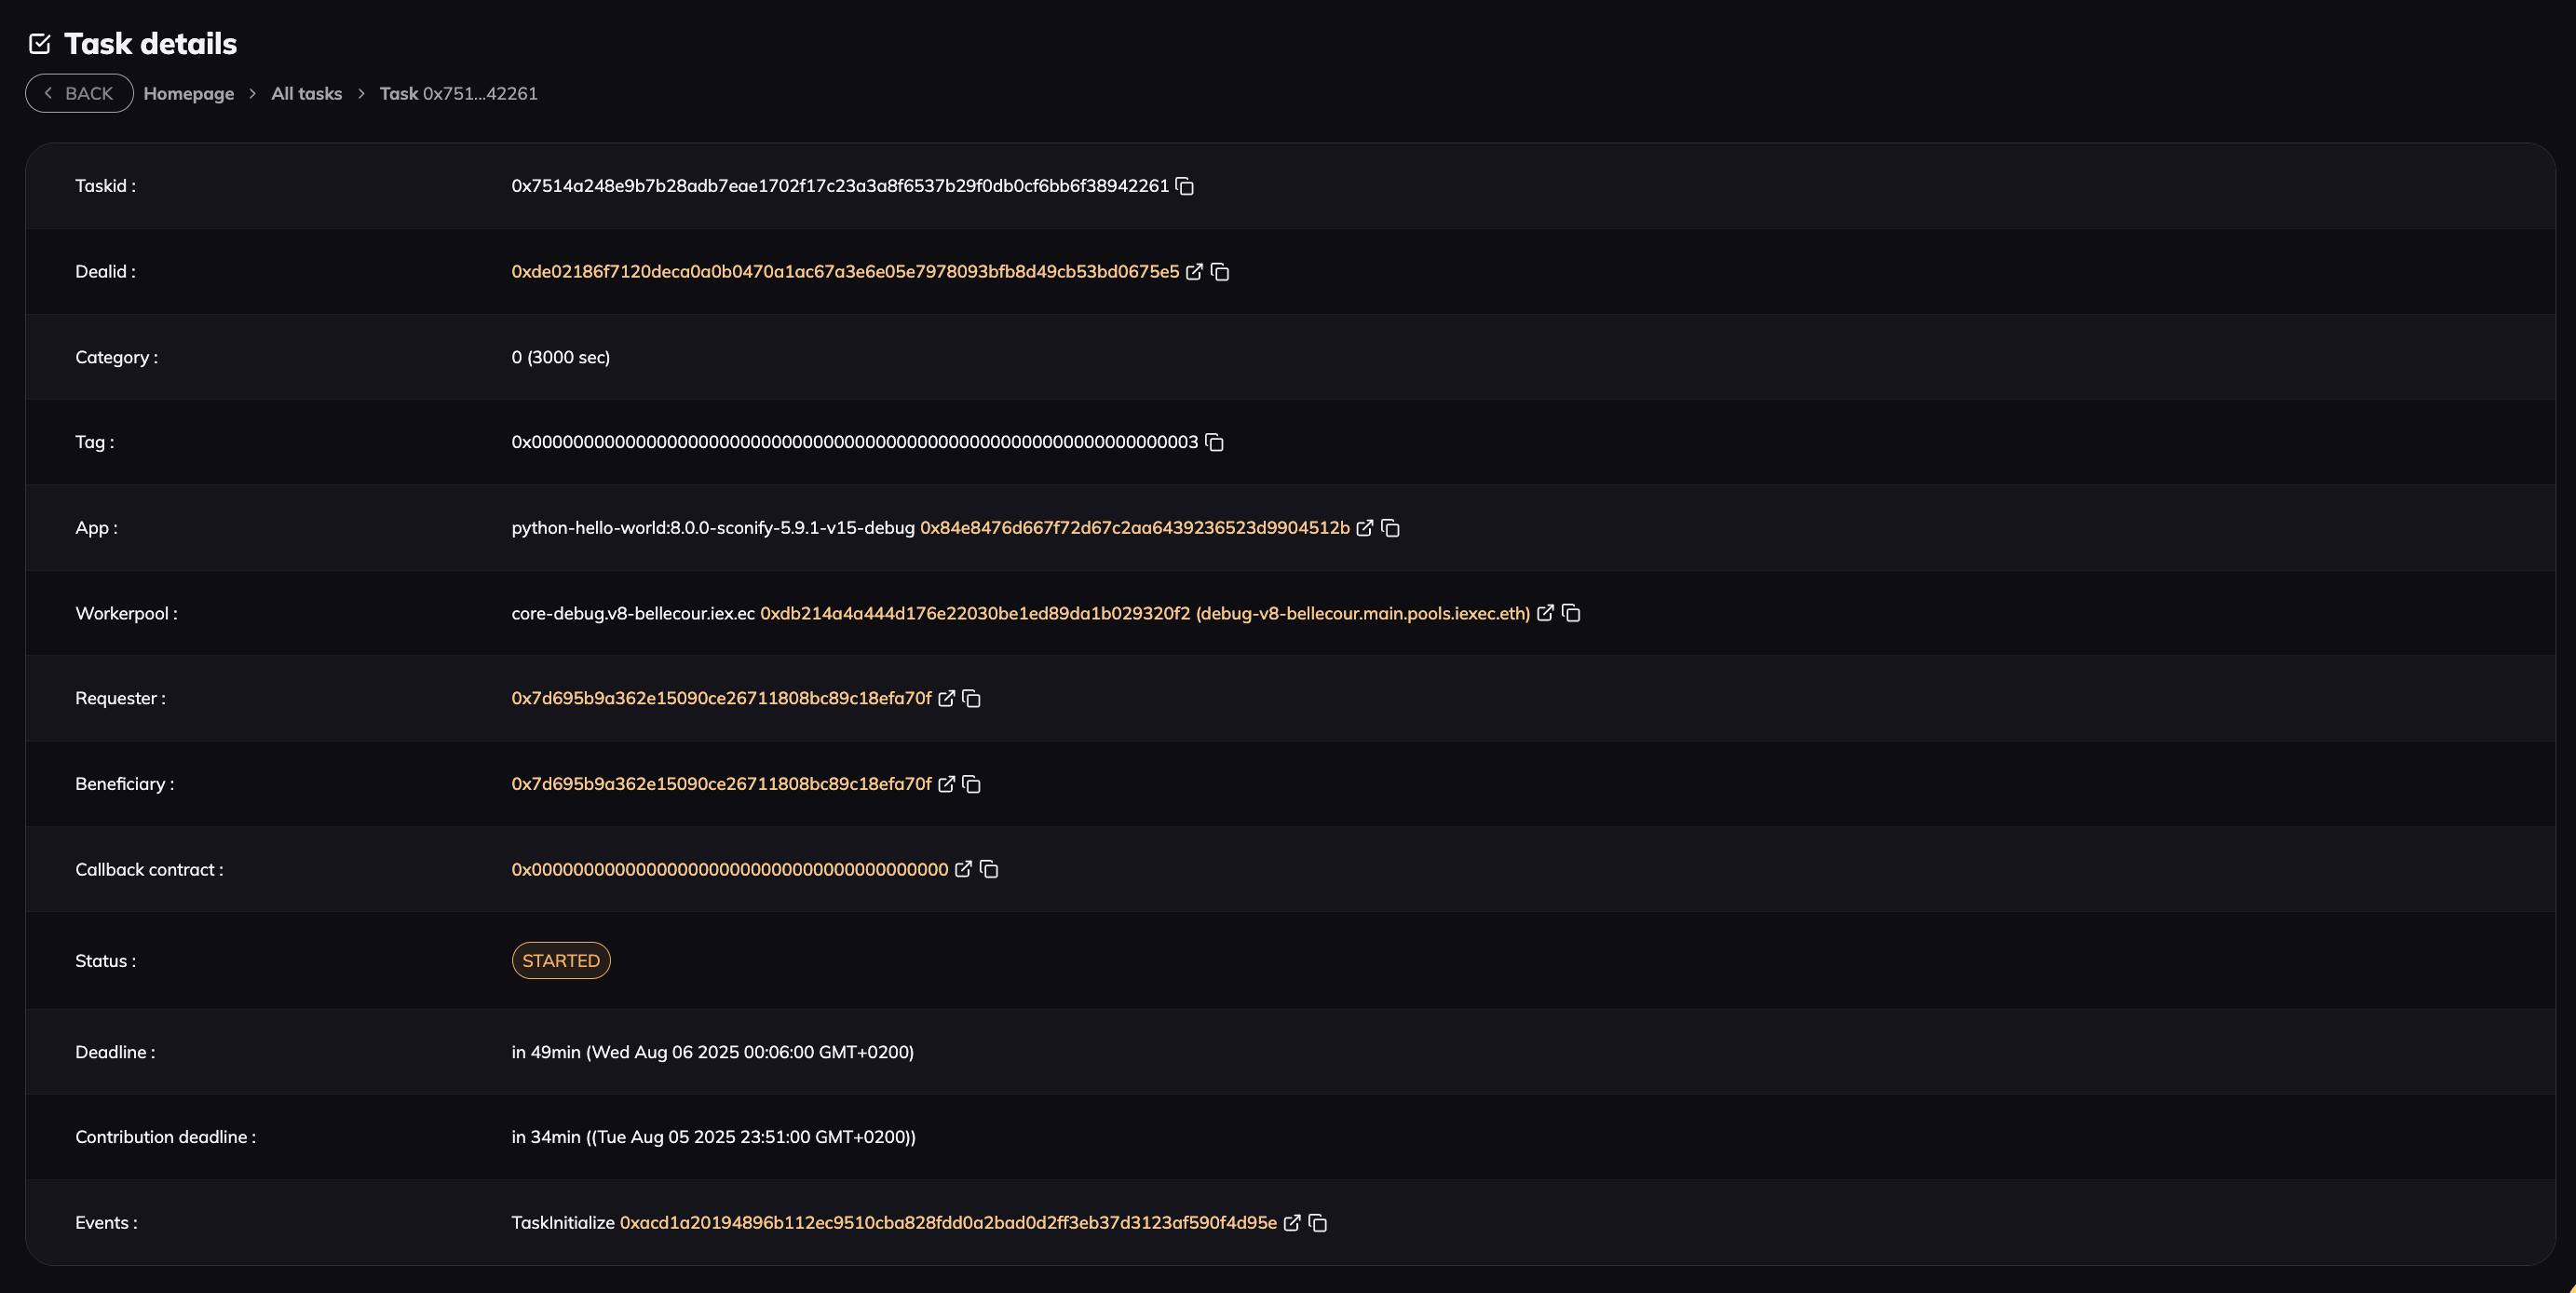 Task details
BACK Homepage > All tasks > Task 0x751...42261
Taskid : 0x7514a248e9b7b28adb7eae1702f17c23a3a8f6537b29f0db0cf6bb6f38942261
Dealid : 0xde02186f7120deca0a0b0470a1ac67a3e6e05e7978093bfb8d49cb53bd0675e5
Category : 0 (3000 sec)
Tag : 0x0000000000000000000000000000000000000000000000000000000000000003
App : python-hello-world:8.0.0-sconify-5.9.1-v15-debug 0x84e8476d667f72d67c2aa6439236523d9904512b
Workerpool : core-debug.v8-bellecour.iex.ec 0xdb214a4a444d176e22030be1ed89da1b029320f2 (debug-v8-bellecour.main.pools.iexec.eth)
Requester : 0x7d695b9a362e15090ce26711808bc89c18efa70f
Beneficiary : 0x7d695b9a362e15090ce26711808bc89c18efa70f
Callback contract : 0x0000000000000000000000000000000000000000
Status : STARTED
Deadline : in 49min (Wed Aug 06 2025 00:06:00 GMT+0200)
Contribution deadline : in 34min ((Tue Aug 05 2025 23:51:00 GMT+0200))
Events : TaskInitialize 0xacd1a20194896b112ec9510cba828fdd0a2bad0d2ff3eb37d3123af590f4d95e